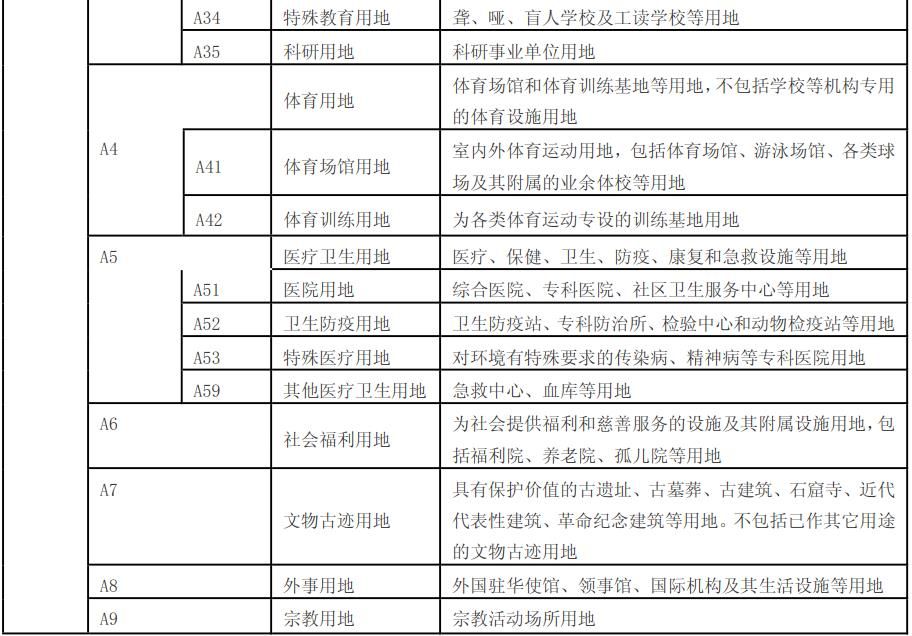 A34 特殊教育用地 聋、哑、盲人学校及工读学校等用地
A35 科研用地 科研事业单位用地
体育用地 体育场馆和体育训练基地等用地，不包括学校等机构专用
的体育设施用地
A4
A41 体育场馆用地 室内外体育运动用地，包括体育场馆、游泳场馆、各类球
场及其附属的业余体校等用地
A42 体育训练用地 为各类体育运动专设的训练基地用地
A5 医疗卫生用地 医疗、保健、卫生、防疫、康复和急救设施等用地
A51 医院用地 综合医院、专科医院、社区卫生服务中心等用地
A52 卫生防疫用地 卫生防疫站、专科防治所、检验中心和动物检疫站等用地
A53 特殊医疗用地 对环境有特殊要求的传染病、精神病等专科医院用地
A59 其他医疗卫生用地 急救中心、血库等用地
A6 社会福利用地 为社会提供福利和慈善服务的设施及其附属设施用地，包
括福利院、养老院、孤儿院等用地
A7 文物古迹用地 具有保护价值的古遗址、古墓葬、古建筑、石窟寺、近代
代表性建筑、革命纪念建筑等用地。不包括已作其它用途
的文物古迹用地
A8 外事用地 外国驻华使馆、领事馆、国际机构及其生活设施等用地
A9 宗教用地 宗教活动场所用地